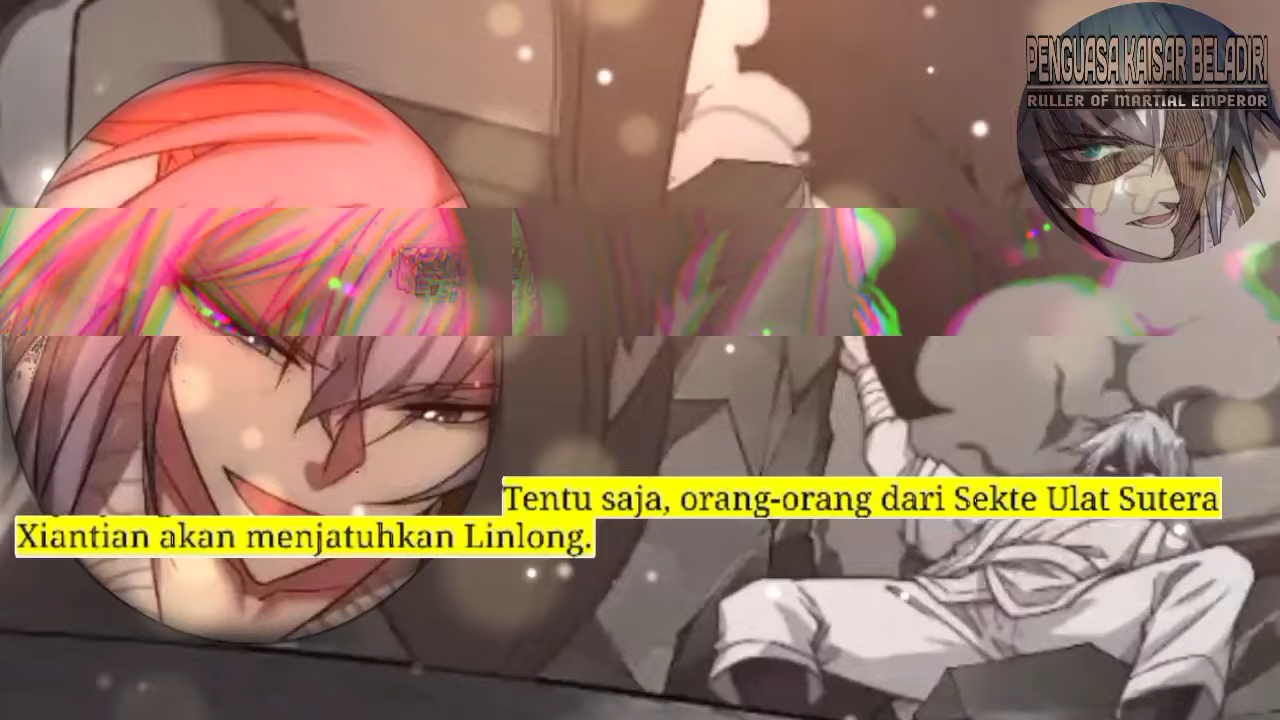 PENGUASA KAISAR BELADIRI
RULLER OF MARTIAL EMPEROR
Tentu saja, orang-orang dari Sekte Ulat Sutera
Xiantian akan menjatuhkan Linlong.